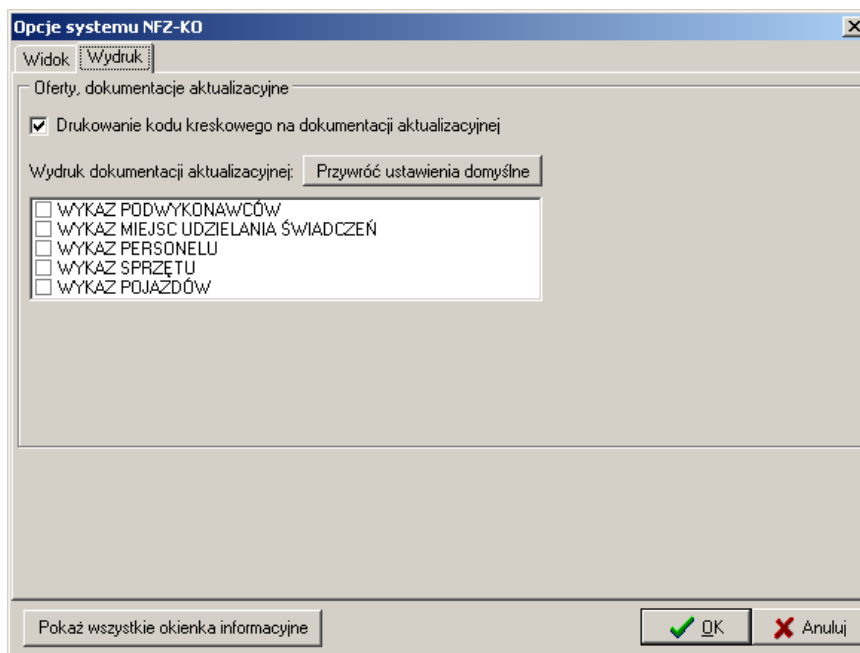 Opcje systemu NFZ-KO
Widok Wydruk
Oferty, dokumentacje aktualizacyjne
Drukowanie kodu kreskowego na dokumentacji aktualizacyjnej
Wydruk dokumentacji aktualizacyjnej: Przywróć ustawienia domyślne
WYKAZ PODWYKONAWCÓW
WYKAZ MIEJSC UDZIELANIA ŚWIADCZEŃ
WYKAZ PERSONELU
WYKAZ SPRZĘTU
WYKAZ POJAZDÓW
Pokaż wszystkie okienka informacyjne OK Anuluj